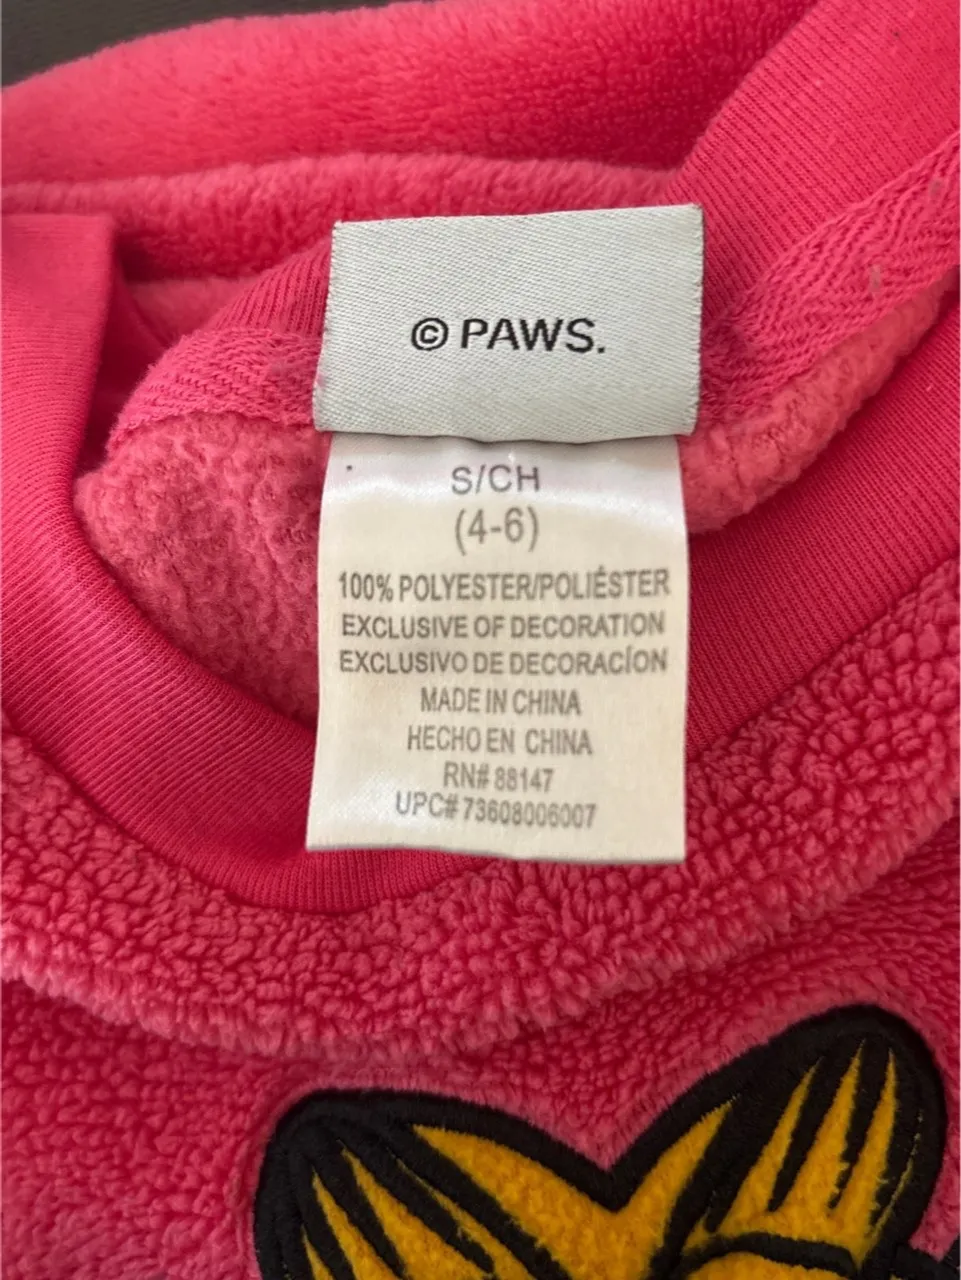 © PAWS.
S/CH
(4-6)
100% POLYESTER/POLIÉSTER
EXCLUSIVE OF DECORATION
EXCLUSIVO DE DECORACÍON
MADE IN CHINA
HECHO EN CHINA
RN# 88147
UPC# 73608006007